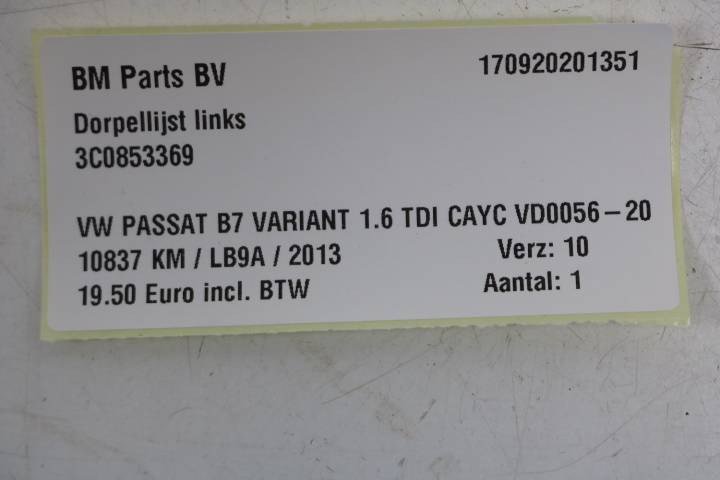 BM Parts BV 170920201351
Dorpellijst links
3C0853369
VW PASSAT B7 VARIANT 1.6 TDI CAYC VD0056-20
10837 KM / LB9A / 2013 Verz: 10
19.50 Euro incl. BTW Aantal: 1